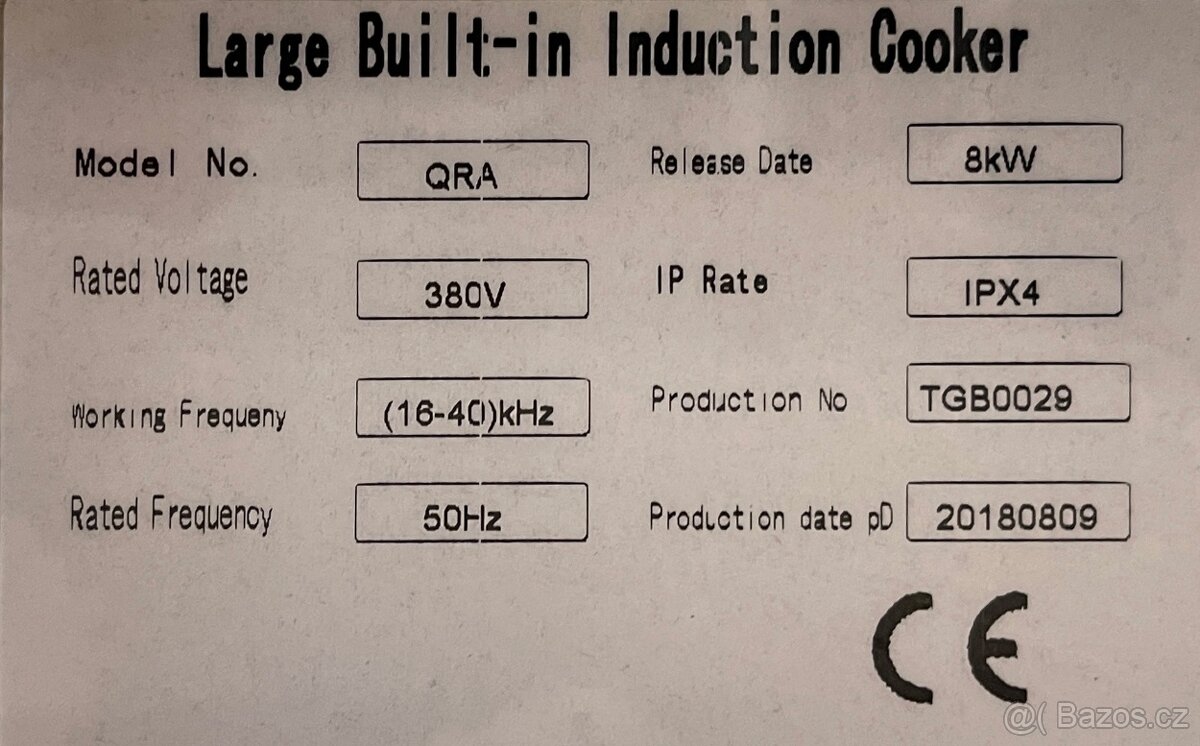 Large Built-in Induction Cooker
Model No. QRA Release Date 8kW
Rated Voltage 380V IP Rate IPX4
Working Frequeny (16-40)kHz Production No TGB0029
Rated Frequency 50Hz Production date pD 20180809
CE
@( Bazos.cz